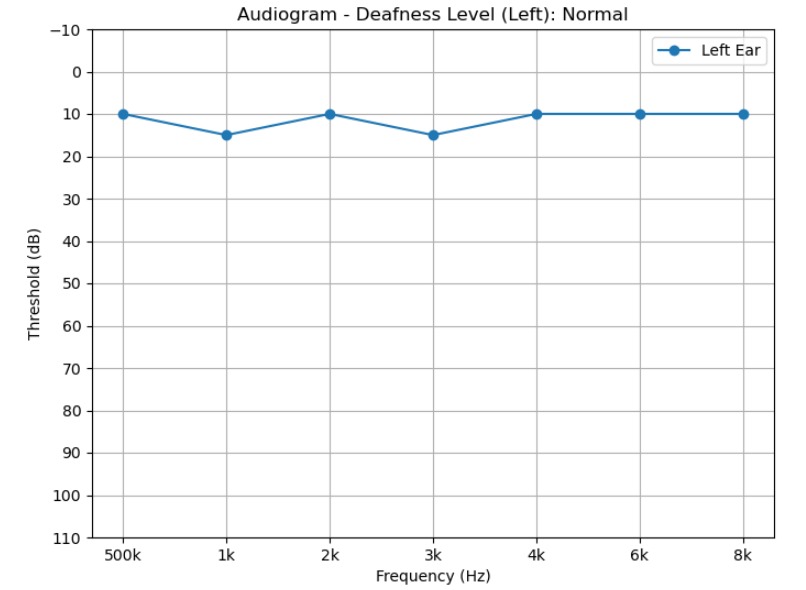 Audiogram - Deafness Level (Left): Normal
Left Ear
Threshold (dB)
−10
0
10
20
30
40
50
60
70
80
90
100
110
500k 1k 2k 3k 4k 6k 8k
Frequency (Hz)